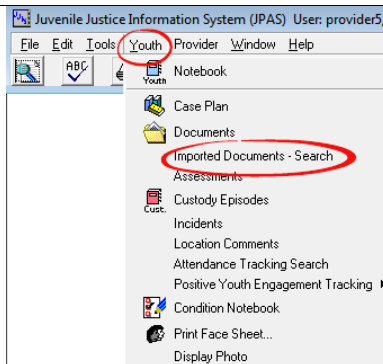 Juvenile Justice Information System (JPAS) User: provider5,
File Edit Tools Youth Provider Window Help
ABC
Youth
Notebook
Case Plan
Documents
Imported Documents - Search
Assessments
Cust.
Custody Episodes
Incidents
Location Comments
Attendance Tracking Search
Positive Youth Engagement Tracking
Condition Notebook
Print Face Sheet...
Display Photo